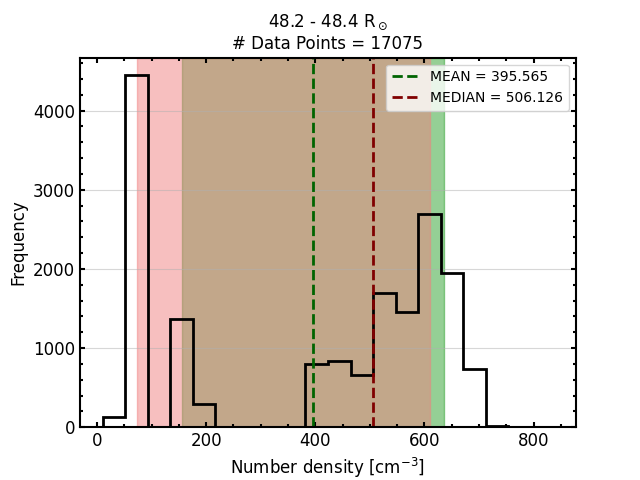 48.2 - 48.4 R⊙
# Data Points = 17075
MEAN = 395.565
MEDIAN = 506.126
Frequency
4000
3000
2000
1000
0
0 200 400 600 800
Number density [cm⁻³]